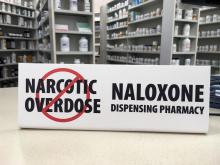 NARCOTIC
OVERDOSE
NALOXONE
DISPENSING PHARMACY